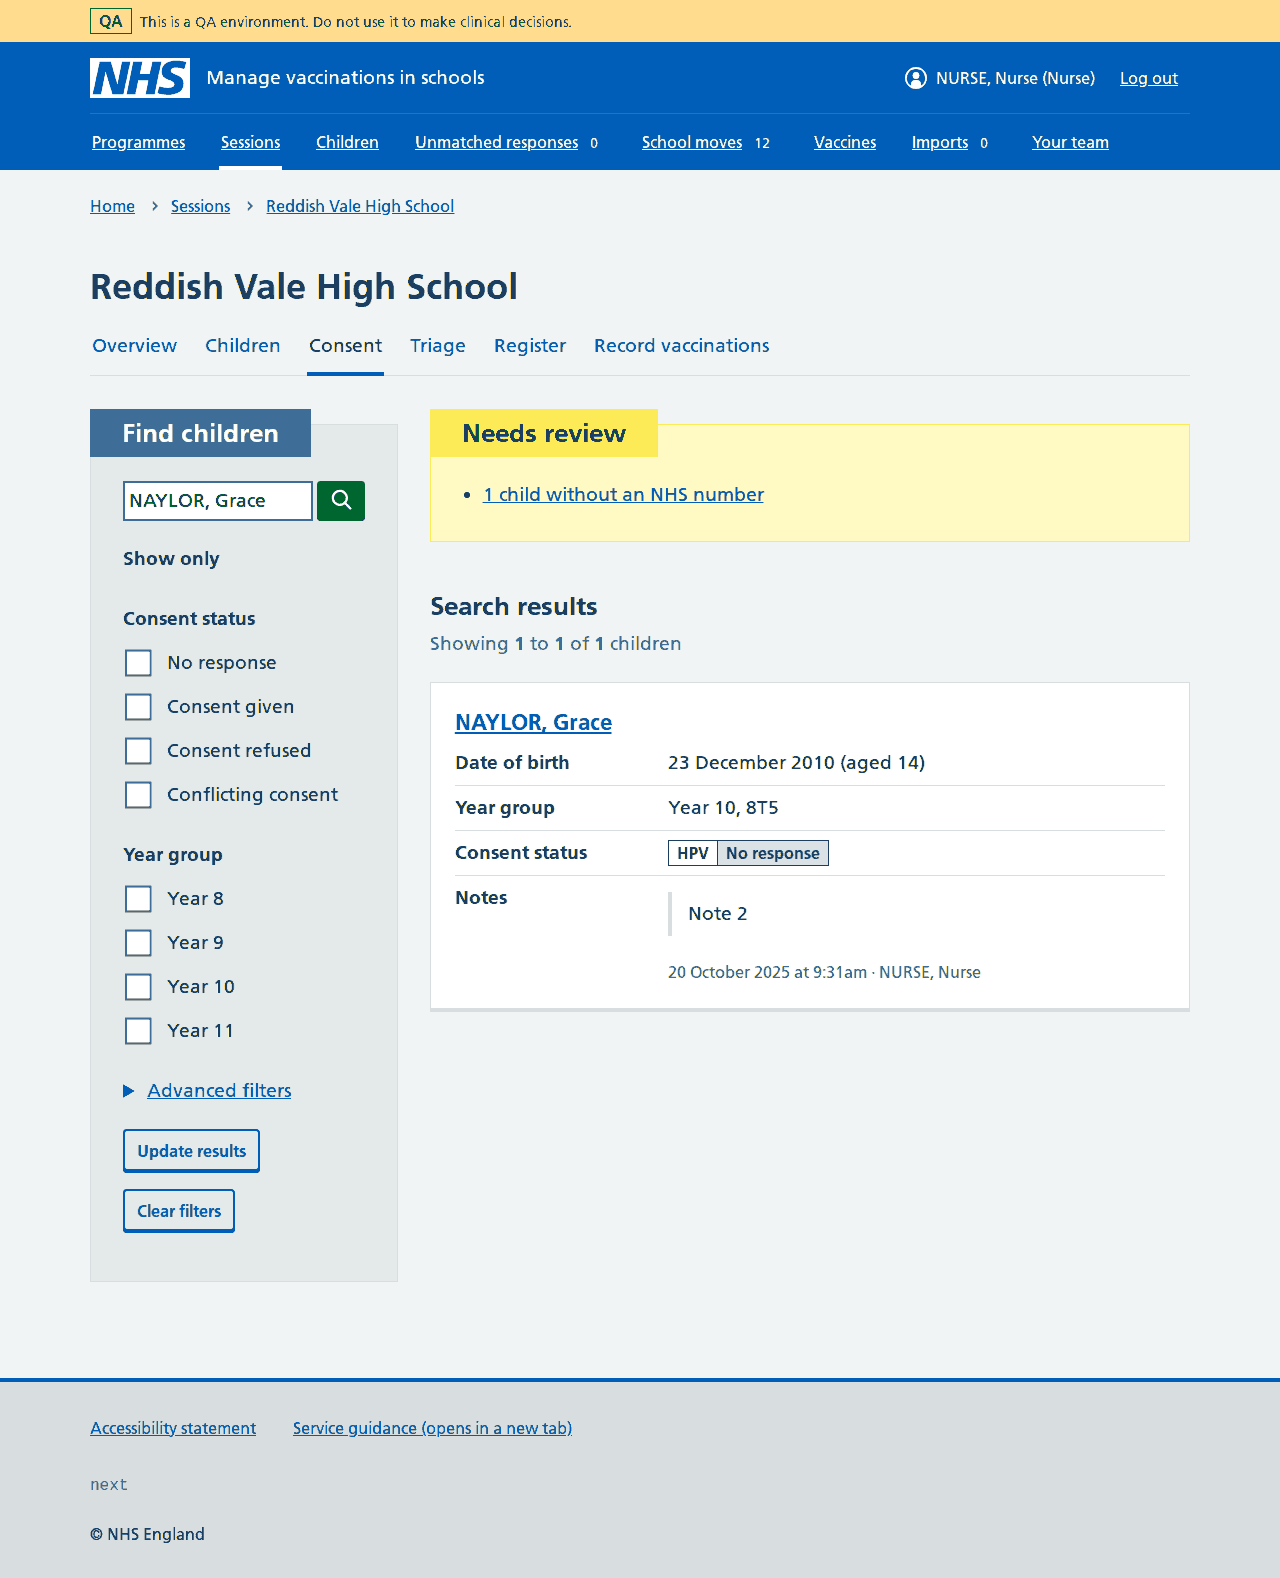 QA This is a QA environment. Do not use it to make clinical decisions.
NHS Manage vaccinations in schools NURSE, Nurse (Nurse) Log out
Programmes Sessions Children Unmatched responses 0 School moves 12 Vaccines Imports 0 Your team
Home Sessions Reddish Vale High School
Reddish Vale High School
Overview Children Consent Triage Register Record vaccinations
Find children
NAYLOR, Grace
Show only
Consent status
No response
Consent given
Consent refused
Conflicting consent
Year group
Year 8
Year 9
Year 10
Year 11
Advanced filters
Update results
Clear filters
Needs review
1 child without an NHS number
Search results
Showing 1 to 1 of 1 children
NAYLOR, Grace
Date of birth 23 December 2010 (aged 14)
Year group Year 10, 8T5
Consent status HPV No response
Notes Note 2
20 October 2025 at 9:31am · NURSE, Nurse
Accessibility statement Service guidance (opens in a new tab)
next
© NHS England